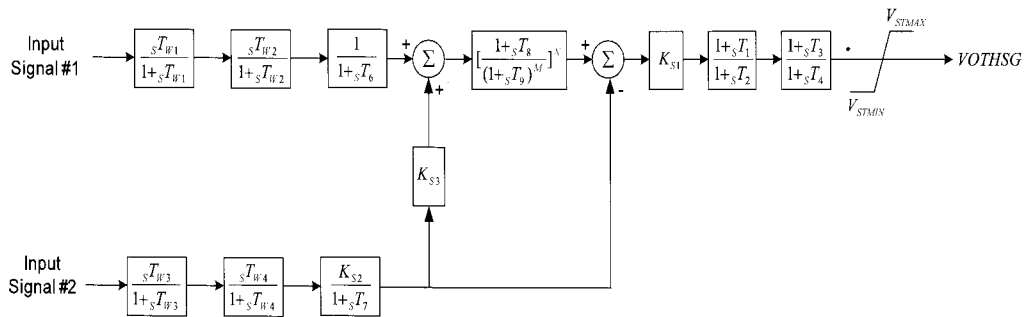 V_STMAX
Input
Signal #1
sT_W1
1+sT_W1
sT_W2
1+sT_W2
1
1+sT_6
+
Σ
+
[ 1+sT_8 ]^N
(1+sT_9)^M
+
Σ
-
K_S1
1+sT_1
1+sT_2
1+sT_3
1+sT_4
VOTHSG
V_STMIN
K_S3
Input
Signal #2
sT_W3
1+sT_W3
sT_W4
1+sT_W4
K_S2
1+sT_7